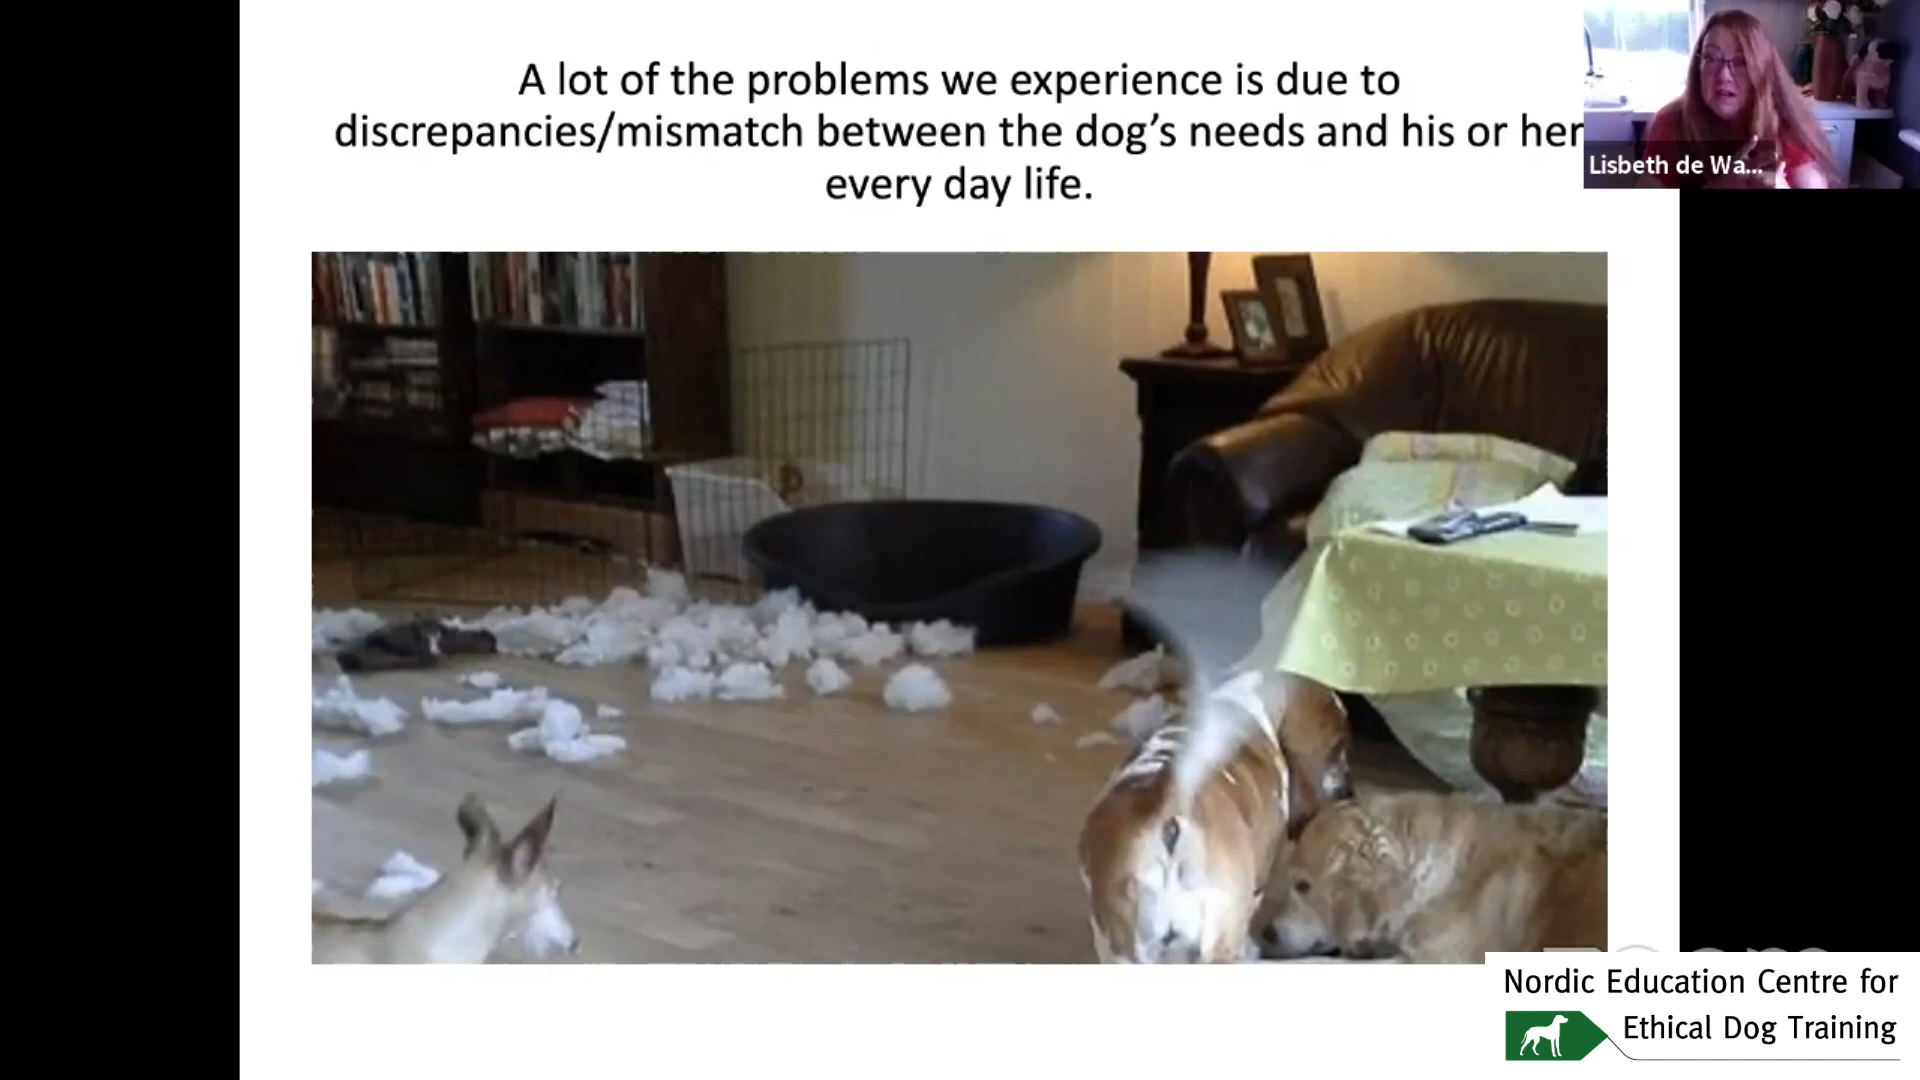 A lot of the problems we experience is due to
discrepancies/mismatch between the dog's needs and his or her
every day life.
Lisbeth de Wa...
Nordic Education Centre for
Ethical Dog Training